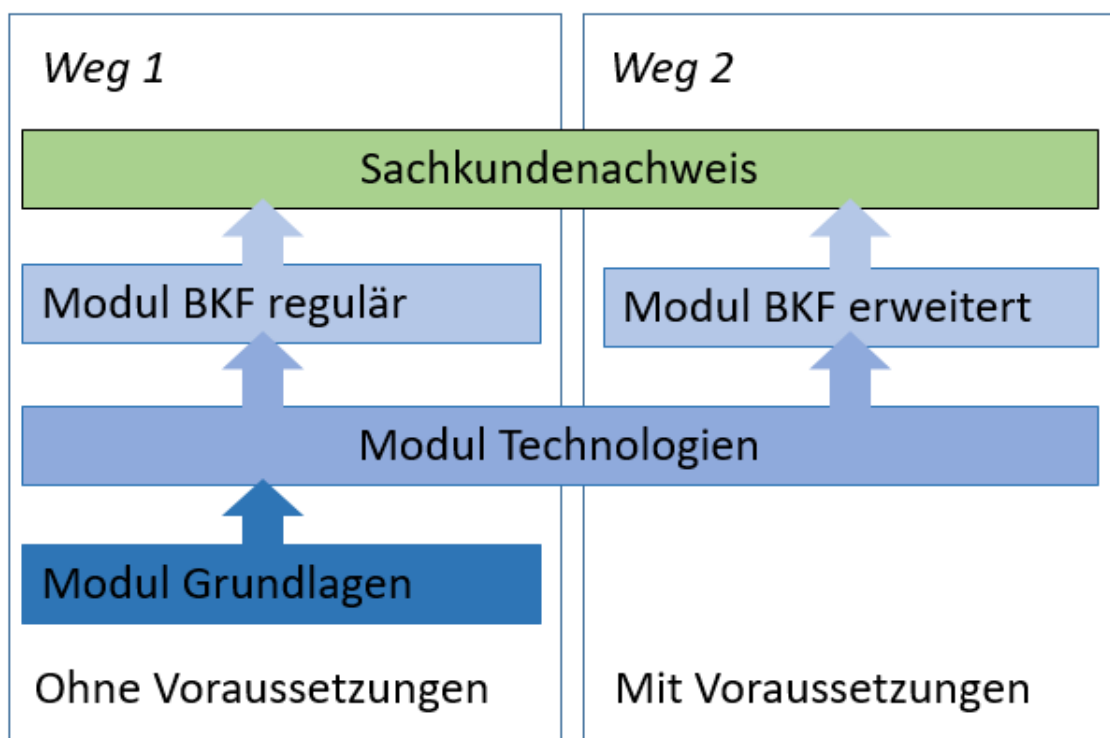 Weg 1
Weg 2
Sachkundenachweis
Modul BKF regulär
Modul BKF erweitert
Modul Technologien
Modul Grundlagen
Ohne Voraussetzungen
Mit Voraussetzungen